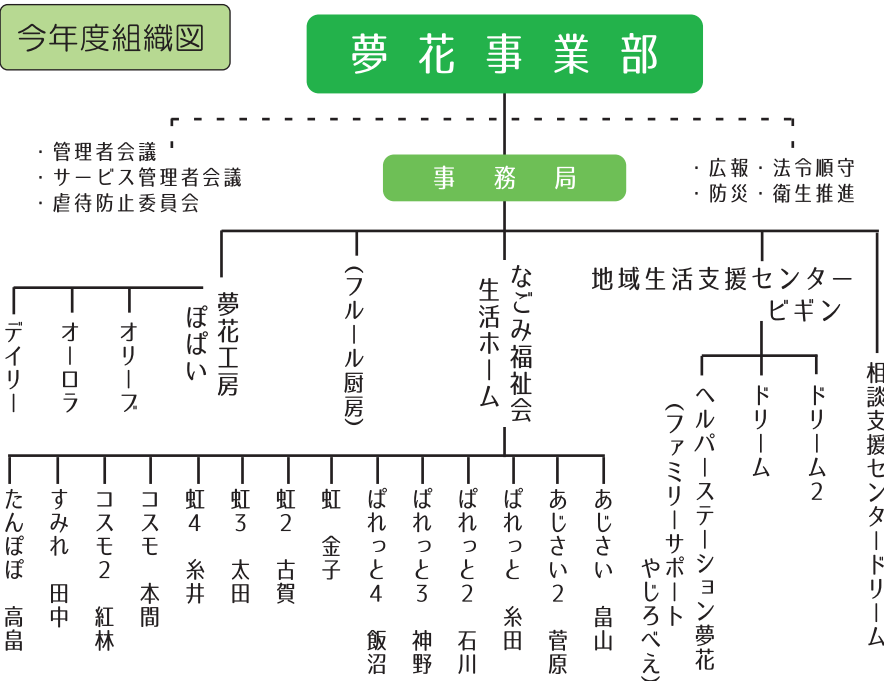 今年度組織図
夢花事業部
・管理者会議
・サービス管理者会議
・虐待防止委員会
事務局
・広報・法令順守
・防災・衛生推進
夢花工房
ぽぱい
オリーブ
オーロラ
デイリー
(フルール厨房)
なごみ福祉会
生活ホーム
地域生活支援センター
ビギン
相談支援センタードリーム
ドリーム2
ドリーム
ヘルパーステーション夢花
(ファミリーサポート
やじろべえ)
あじさい 畠山
あじさい2 菅原
ぱれっと 糸田
ぱれっと2 石川
ぱれっと3 神野
ぱれっと4 飯沼
虹 金子
虹2 古賀
虹3 太田
虹4 糸井
コスモ 本間
コスモ2 紅林
すみれ 田中
たんぽぽ 高畠